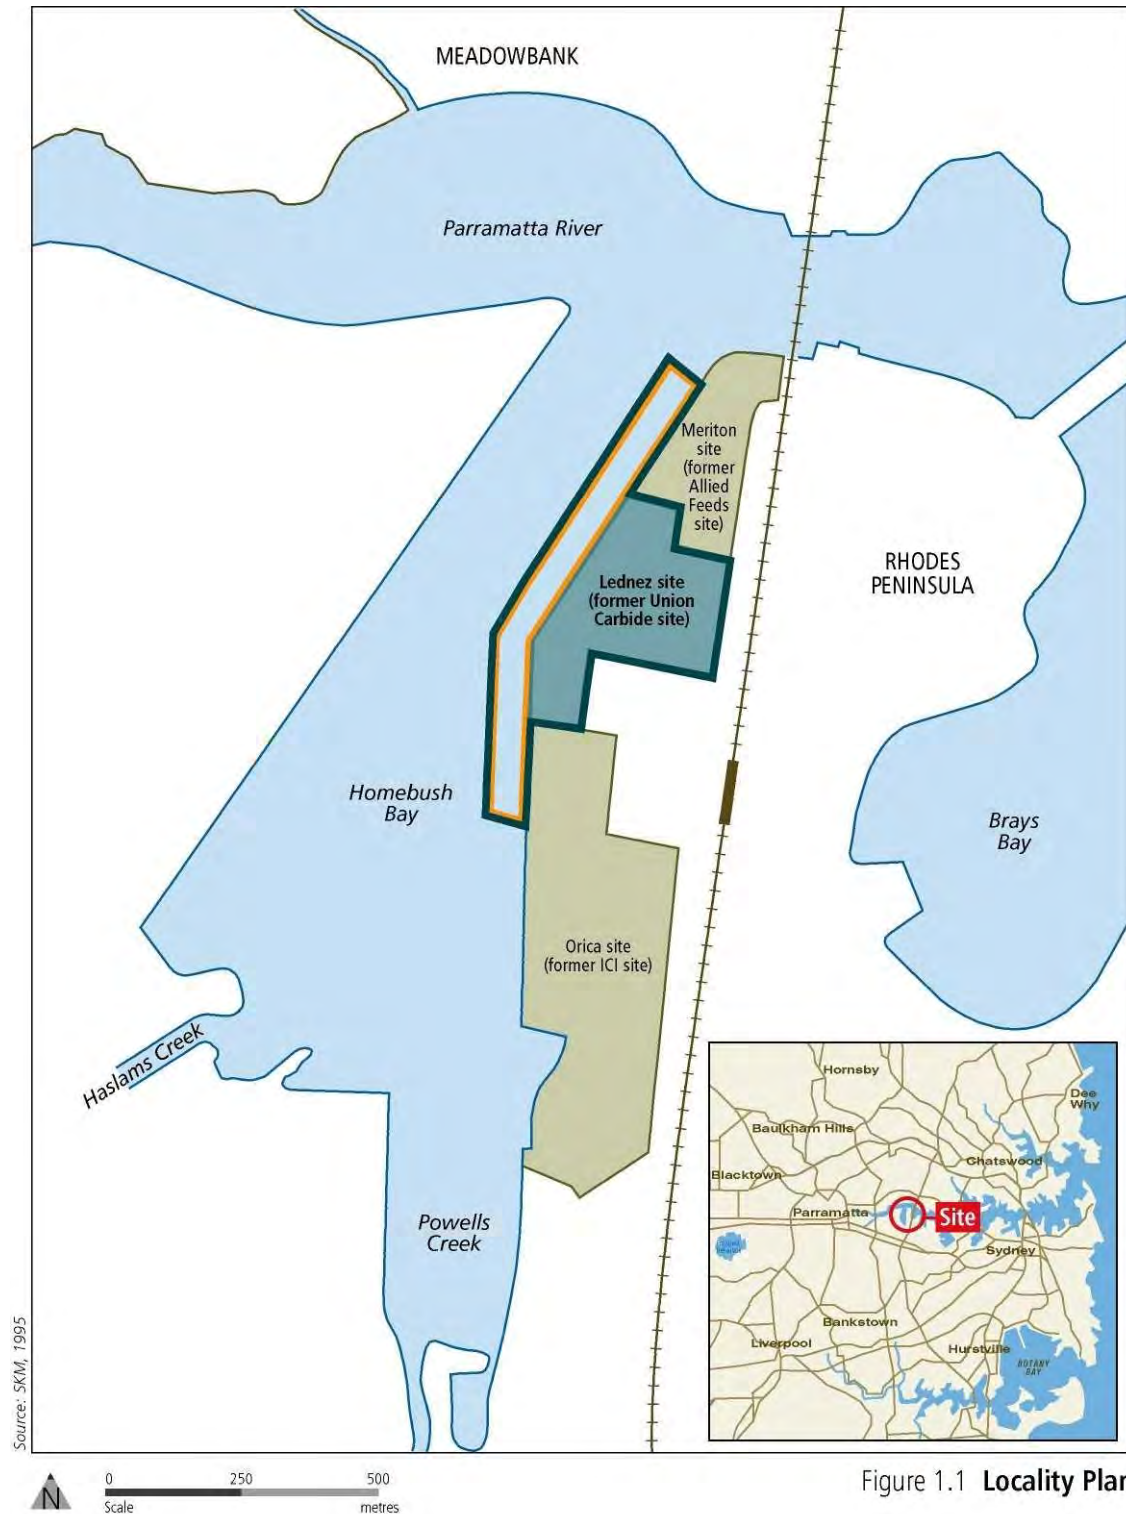 MEADOWBANK
Parramatta River
Meriton
site
(former
Allied
Feeds
site)
RHODES
PENINSULA
Lednez site
(former Union
Carbide site)
Homebush
Bay
Brays
Bay
Orica site
(former ICI site)
Haslams Creek
Powells
Creek
Hornsby
Dee
Why
Baulkham Hills
Chatswood
Blacktown
Parramatta
Site
Sydney
Bankstown
Liverpool
Hurstville
BOTANY
BAY
Source: SKM, 1995
N
0 250 500
Scale metres
Figure 1.1 Locality Plan